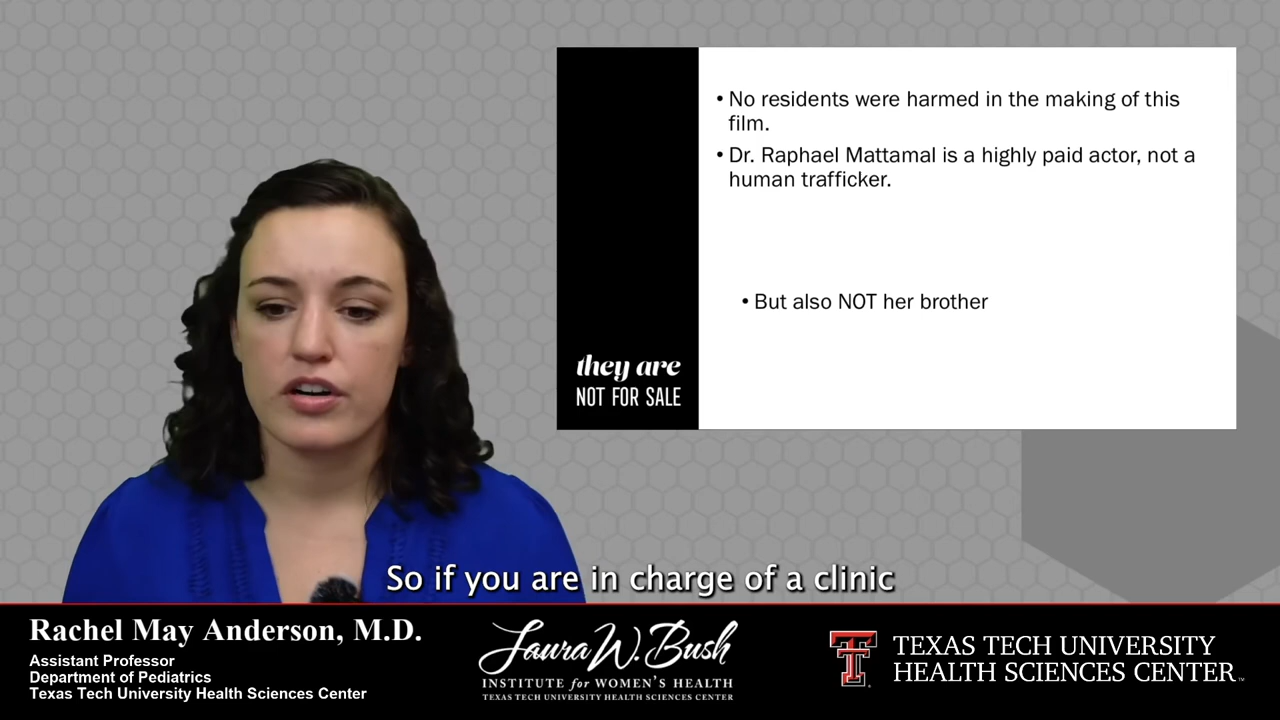 • No residents were harmed in the making of this
film.
• Dr. Raphael Mattamal is a highly paid actor, not a
human trafficker.
• But also NOT her brother
they are
NOT FOR SALE
So if you are in charge of a clinic
Rachel May Anderson, M.D.
Assistant Professor
Department of Pediatrics
Texas Tech University Health Sciences Center
Laura W. Bush
INSTITUTE for WOMEN'S HEALTH
TEXAS TECH UNIVERSITY HEALTH SCIENCES CENTER
TEXAS TECH UNIVERSITY
HEALTH SCIENCES CENTER™